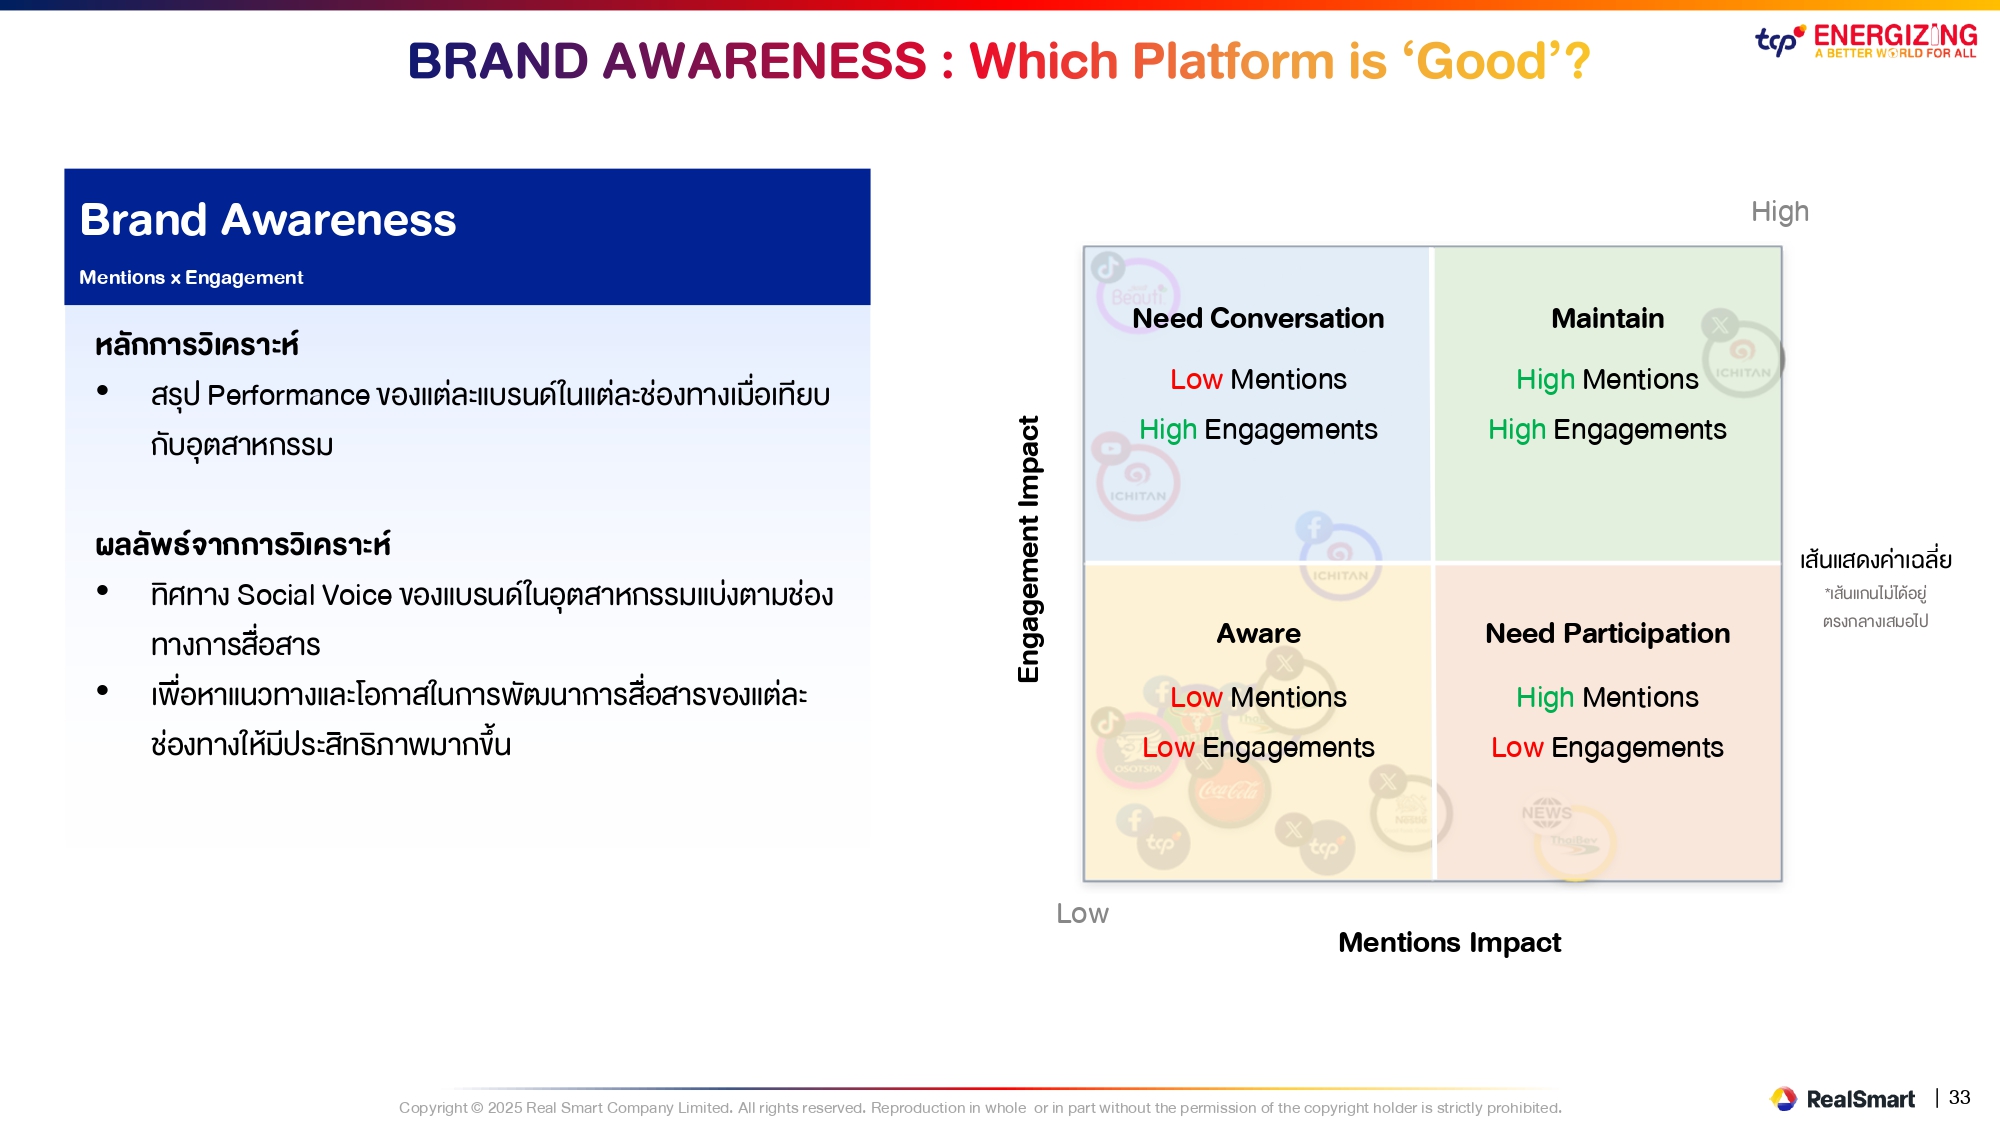 BRAND AWARENESS : Which Platform is ‘Good’?
tcp ENERGIZING
A BETTER WORLD FOR ALL
Brand Awareness
Mentions x Engagement
หลักการวิเคราะห์
• สรุป Performance ของแต่ละแบรนด์ในแต่ละช่องทางเมื่อเทียบ
กับอุตสาหกรรม
ผลลัพธ์จากการวิเคราะห์
• ทิศทาง Social Voice ของแบรนด์ในอุตสาหกรรมแบ่งตามช่อง
ทางการสื่อสาร
• เพื่อหาแนวทางและโอกาสในการพัฒนาการสื่อสารของแต่ละ
ช่องทางให้มีประสิทธิภาพมากขึ้น
High
Engagement Impact
Beauti
Need Conversation
Low Mentions
High Engagements
ICHITAN
ICHITAN
Maintain
High Mentions
High Engagements
ICHITAN
เส้นแสดงค่าเฉลี่ย
*เส้นแกนไม่ได้อยู่
ตรงกลางเสมอไป
Aware
Low Mentions
Low Engagements
OSOTSPA
Coca-Cola
Nestle
tcp
tcp
Need Participation
High Mentions
Low Engagements
NEWS
ThaiBev
Low
Mentions Impact
Copyright © 2025 Real Smart Company Limited. All rights reserved. Reproduction in whole or in part without the permission of the copyright holder is strictly prohibited.
RealSmart | 33